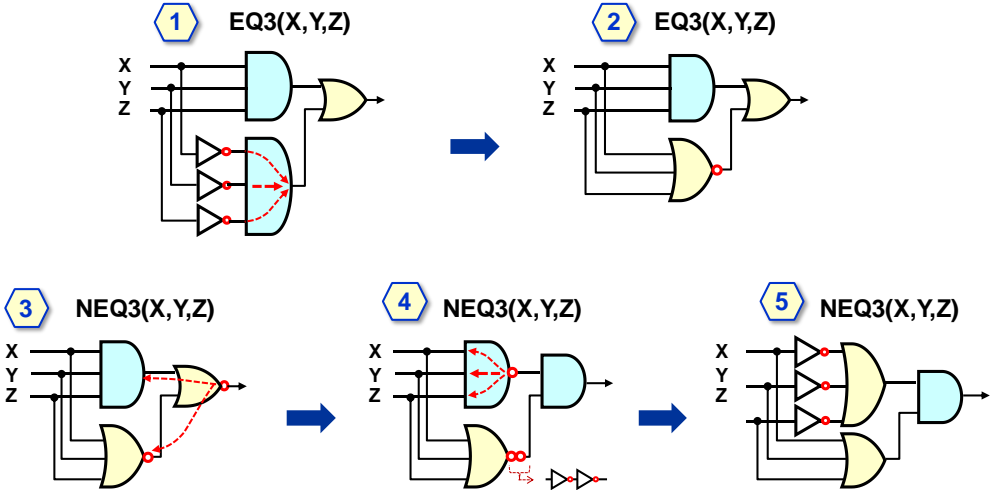 1 EQ3(X,Y,Z)
X
Y
Z
2 EQ3(X,Y,Z)
X
Y
Z
3 NEQ3(X,Y,Z)
X
Y
Z
4 NEQ3(X,Y,Z)
X
Y
Z
5 NEQ3(X,Y,Z)
X
Y
Z